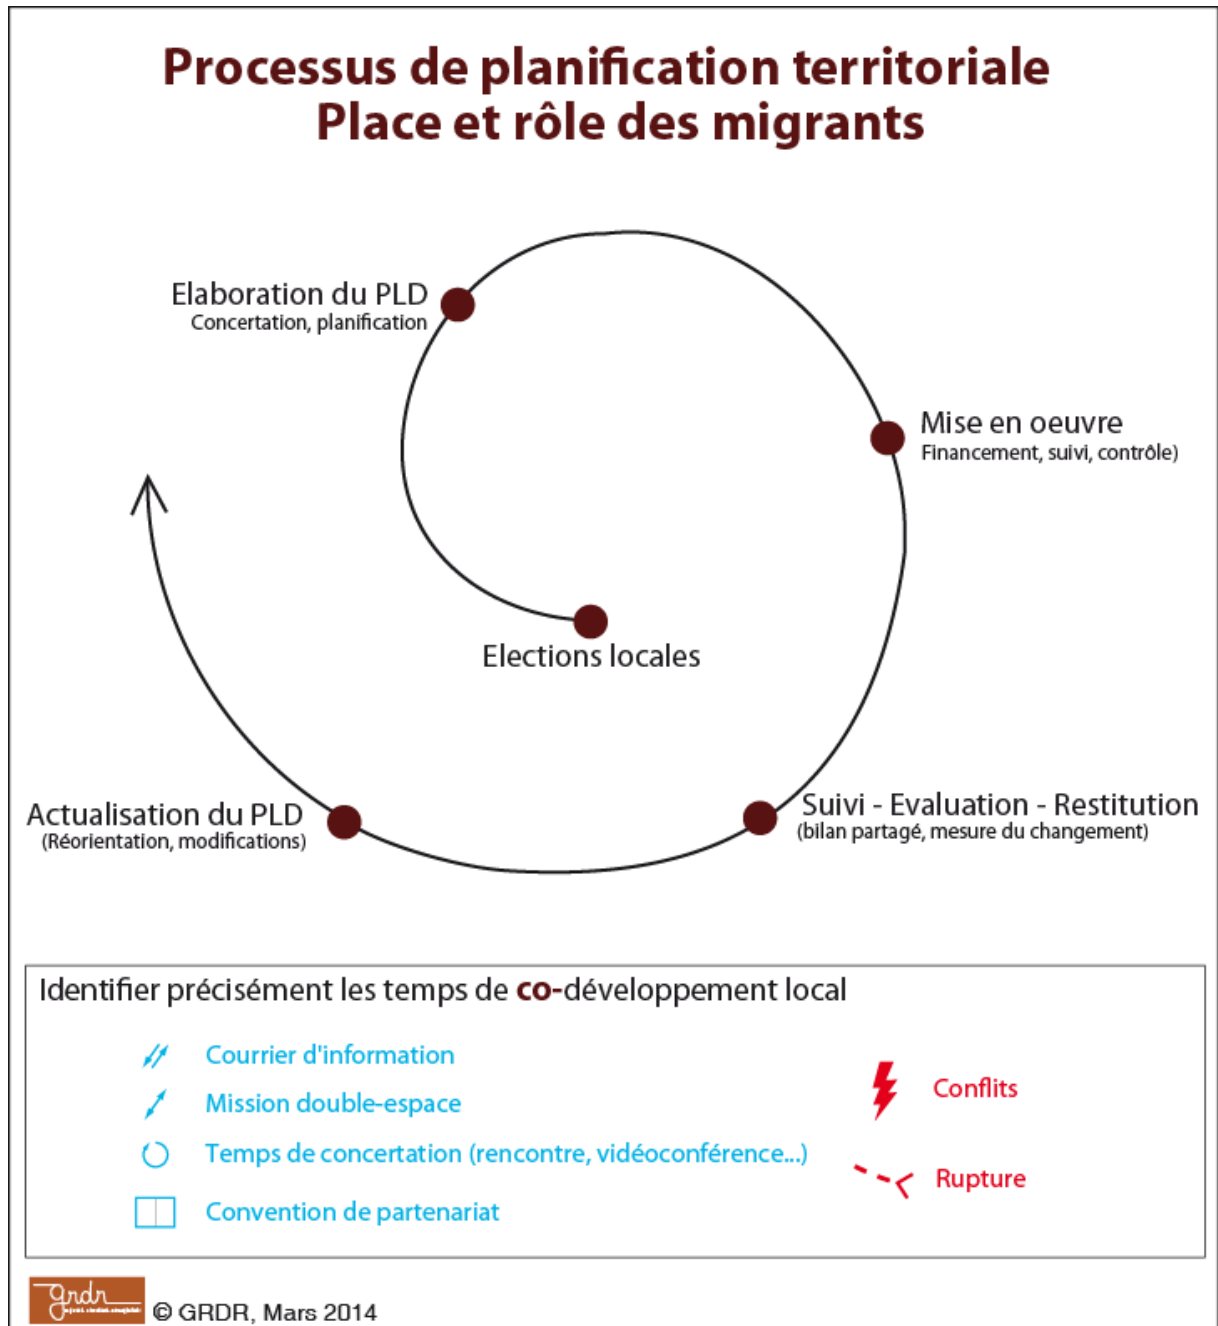 Processus de planification territoriale
Place et rôle des migrants
Elaboration du PLD
Concertation, planification
Mise en oeuvre
Financement, suivi, contrôle)
Elections locales
Actualisation du PLD
(Réorientation, modifications)
Suivi - Evaluation - Restitution
(bilan partagé, mesure du changement)
Identifier précisément les temps de co-développement local
Courrier d'information
Mission double-espace
Temps de concertation (rencontre, vidéoconférence...)
Convention de partenariat
Conflits
Rupture
grdr
© GRDR, Mars 2014